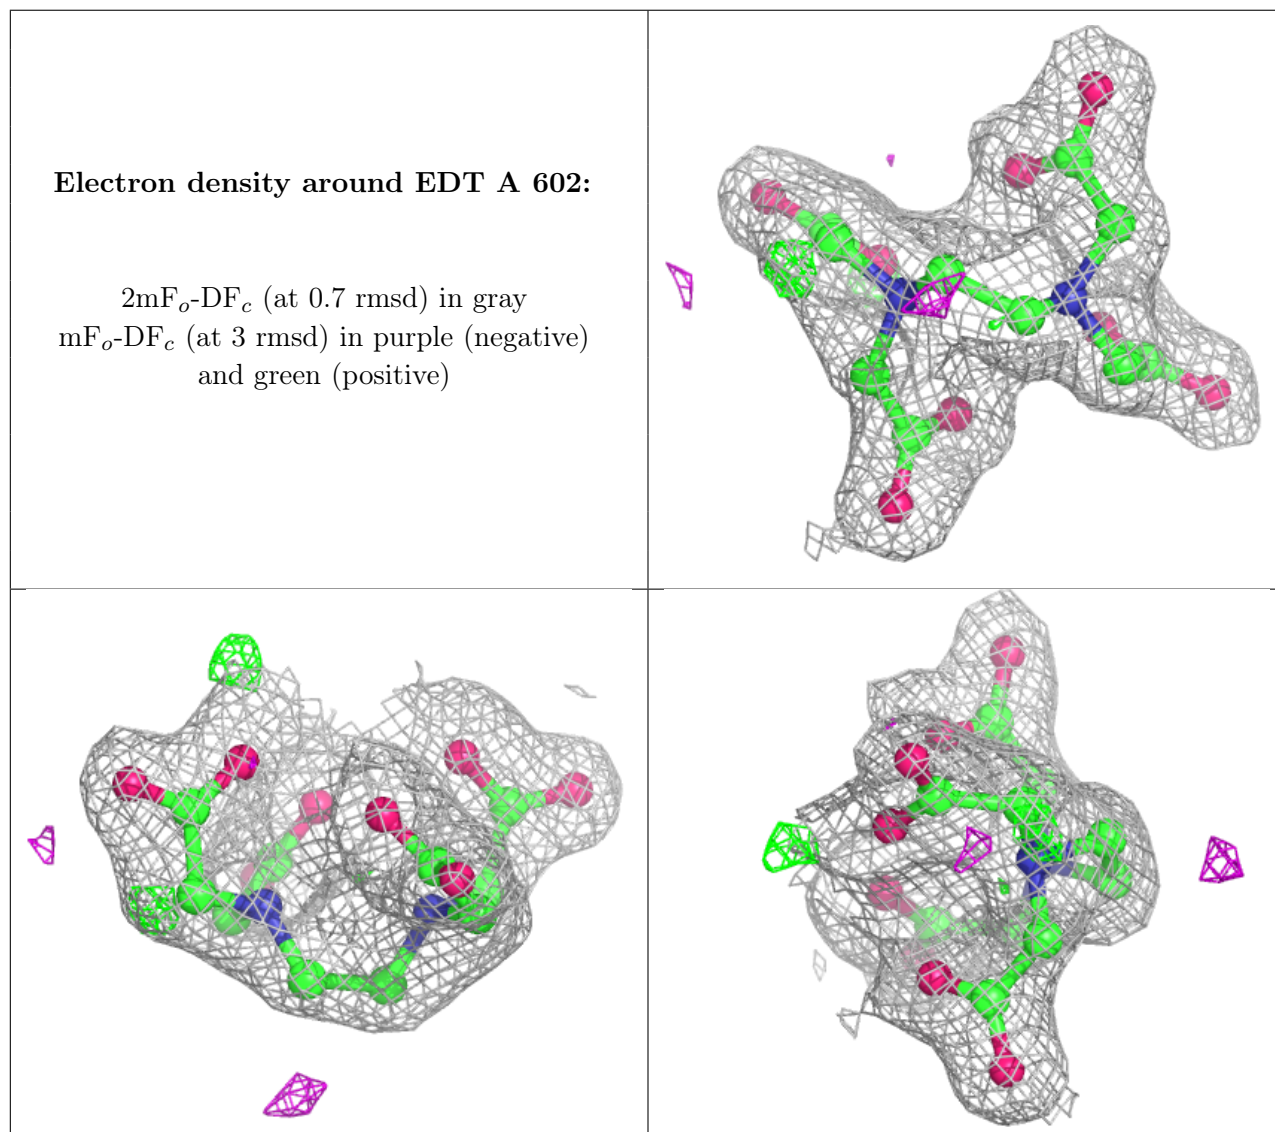 Electron density around EDT A 602:
2mFo-DFc (at 0.7 rmsd) in gray
mFo-DFc (at 3 rmsd) in purple (negative)
and green (positive)